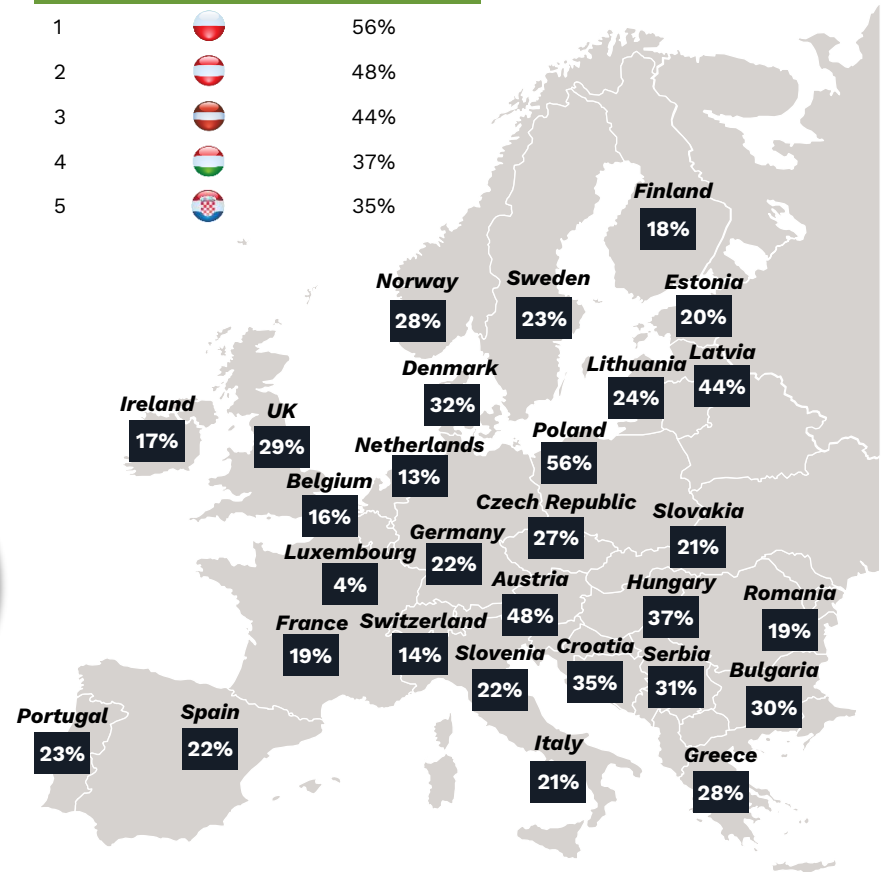 1 56%
2 48%
3 44%
4 37%
5 35%
Finland
18%
Norway
28%
Sweden
23%
Estonia
20%
Denmark
32%
Lithuania
24%
Latvia
44%
Ireland
17%
UK
29%
Netherlands
13%
Poland
56%
Belgium
16%
Czech Republic
27%
Slovakia
21%
Germany
22%
Luxembourg
4%
Austria
48%
Hungary
37%
Romania
19%
France
19%
Switzerland
14%
Slovenia
22%
Croatia
35%
Serbia
31%
Bulgaria
30%
Portugal
23%
Spain
22%
Italy
21%
Greece
28%